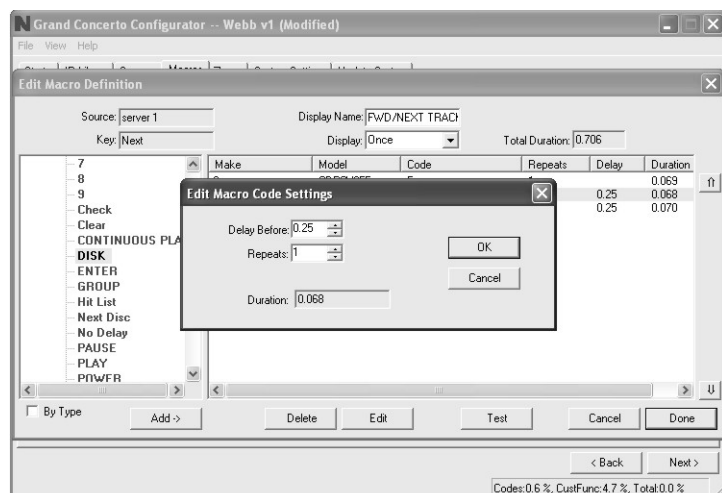 Grand Concerto Configurator -- Webb v1 (Modified)
File View Help
Edit Macro Definition
Source: server 1
Display Name: FWD/NEXT TRACK
Key: Next
Display: Once
Total Duration: 0.706
Make Model Code Repeats Delay Duration
7
8
9
Check
Clear
CONTINUOUS PLA
DISK
ENTER
GROUP
Hit List
Next Disc
No Delay
PAUSE
PLAY
POWER
0.069
0.25 0.068
0.25 0.070
Edit Macro Code Settings
Delay Before: 0.25
Repeats: 1
Duration: 0.068
OK
Cancel
By Type
Add ->
Delete
Edit
Test
Cancel
Done
< Back
Next >
Codes:0.6 %, CustFunc:4.7 %, Total:0.0 %